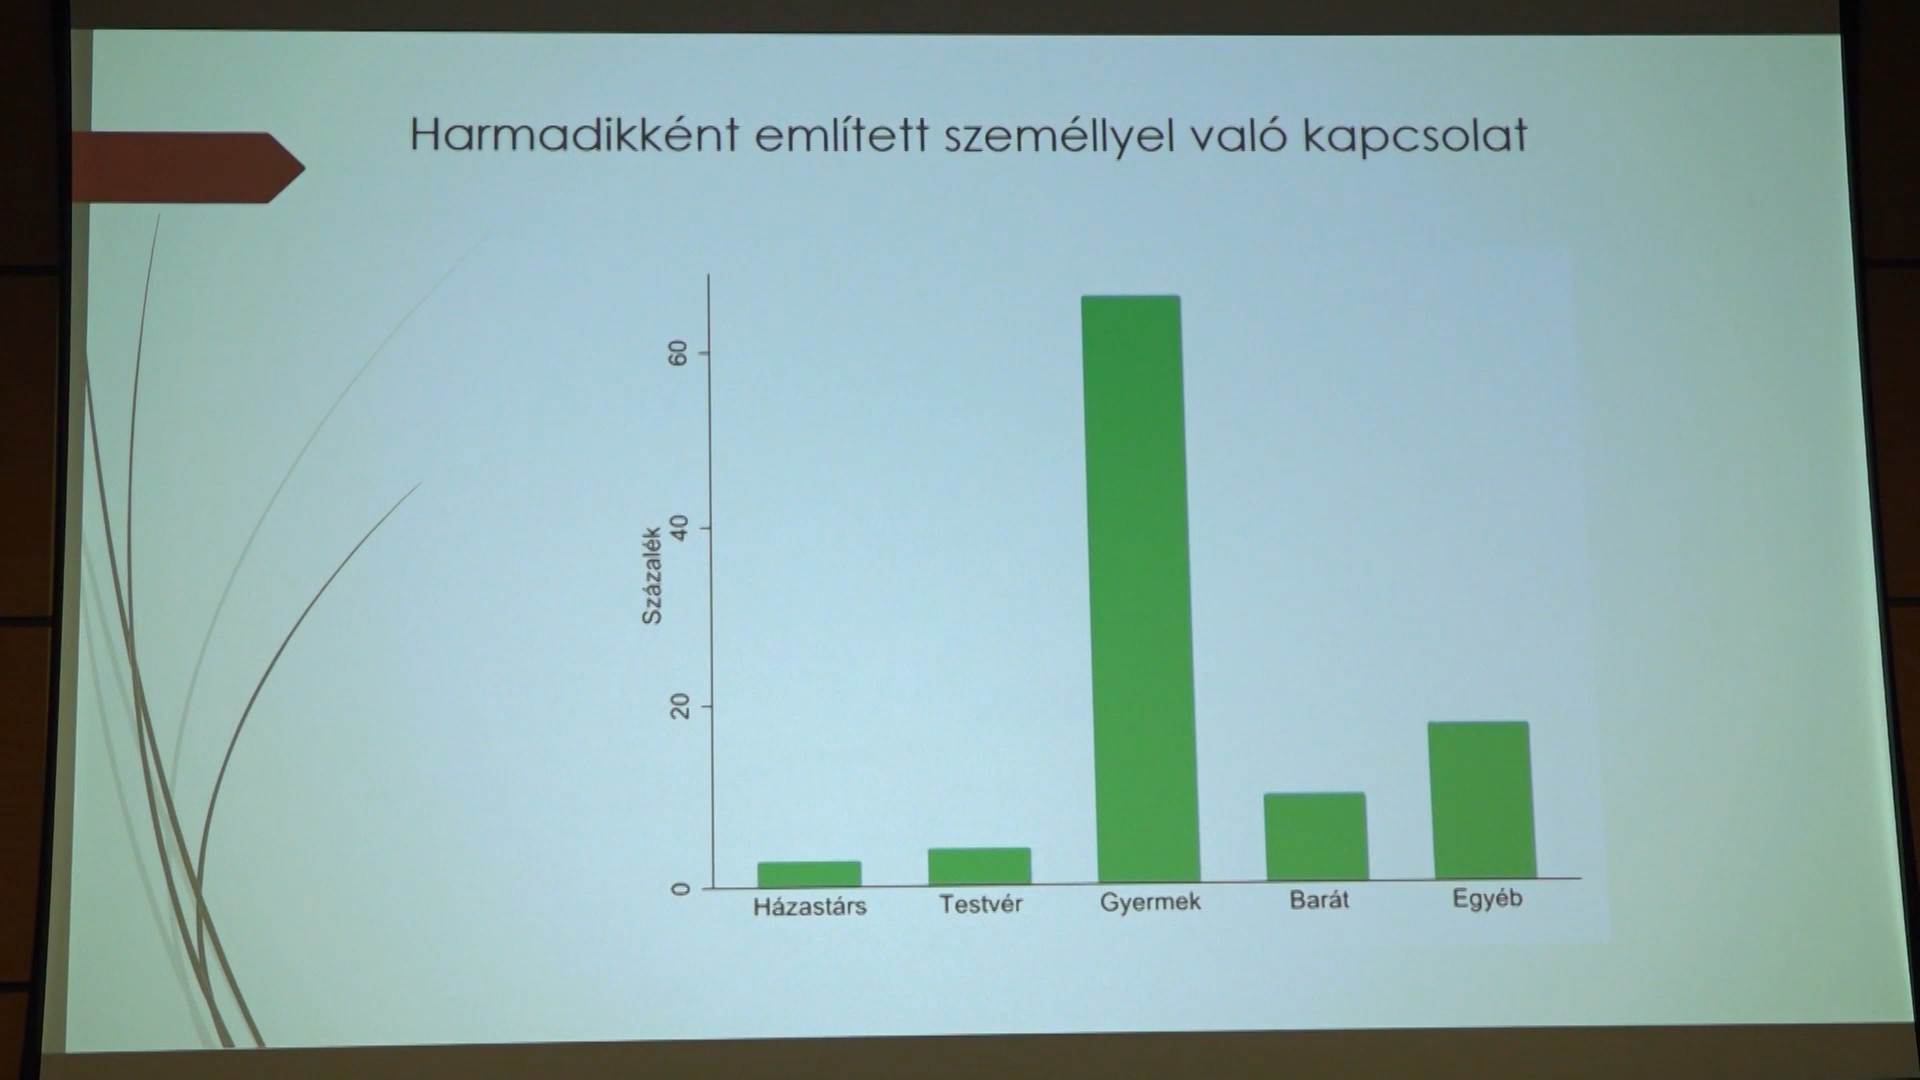 Harmadikként említett személlyel való kapcsolat
60
40
20
0
Százalék
Házastárs
Testvér
Gyermek
Barát
Egyéb